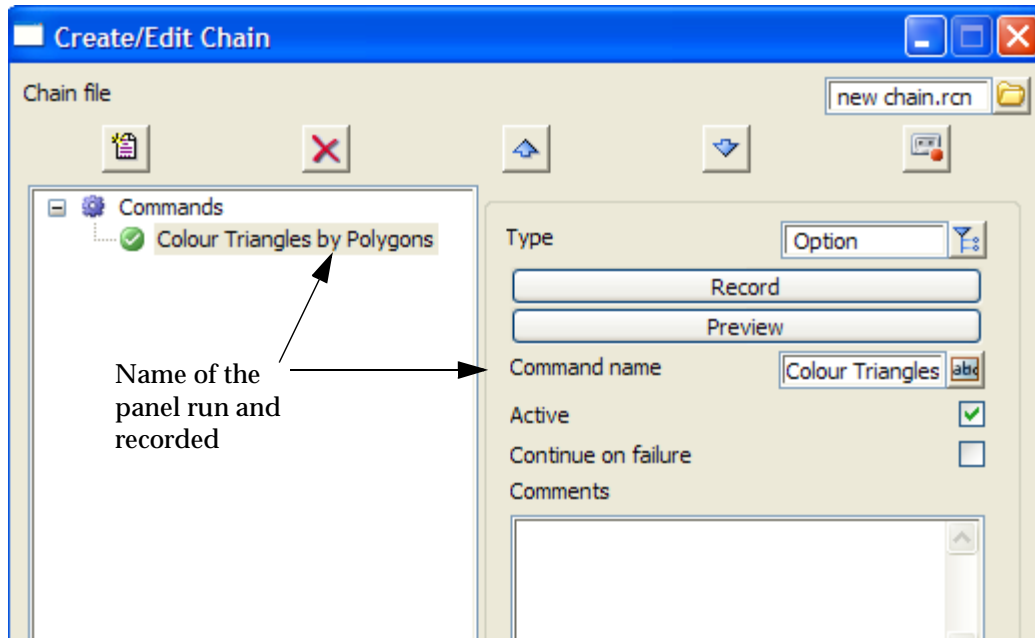 Create/Edit Chain
Chain file
new chain.rcn
Commands
Colour Triangles by Polygons
Type
Option
Record
Preview
Command name
Colour Triangles
abc
Active
Continue on failure
Comments
Name of the
panel run and
recorded